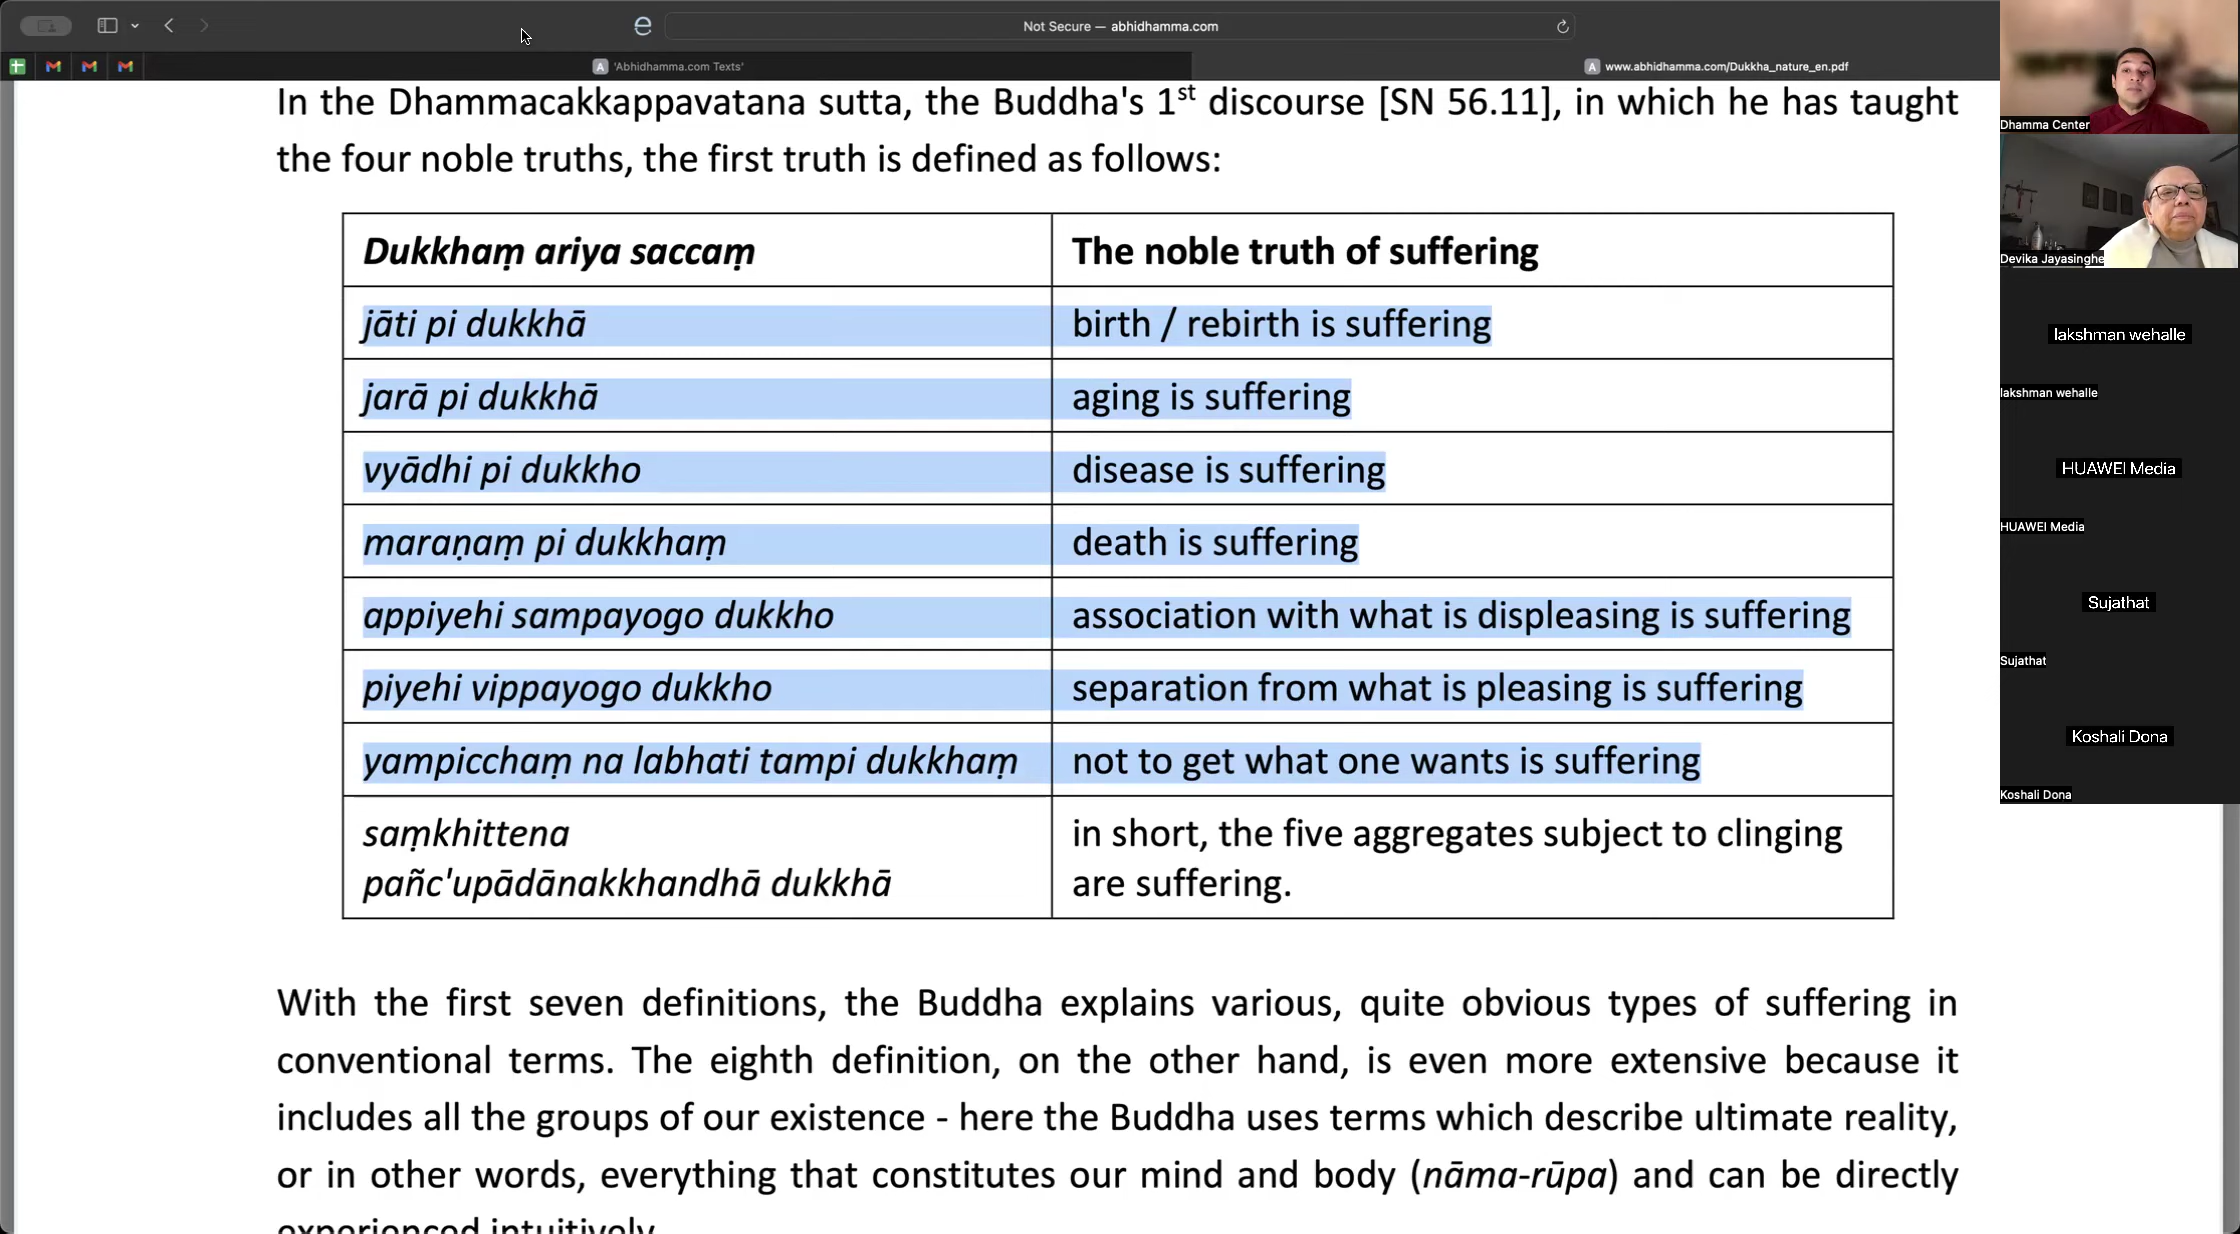 Not Secure — abhidhamma.com
'Abhidhamma.com Texts'
www.abhidhamma.com/Dukkha_nature_en.pdf
In the Dhammacakkappavatana sutta, the Buddha's 1st discourse [SN 56.11], in which he has taught
the four noble truths, the first truth is defined as follows:
Dukkhaṃ ariya saccaṃ The noble truth of suffering
jāti pi dukkhā birth / rebirth is suffering
jarā pi dukkhā aging is suffering
vyādhi pi dukkho disease is suffering
maraṇaṃ pi dukkhaṃ death is suffering
appiyehi sampayogo dukkho association with what is displeasing is suffering
piyehi vippayogo dukkho separation from what is pleasing is suffering
yampicchaṃ na labhati tampi dukkhaṃ not to get what one wants is suffering
saṃkhittena
pañc'upādānakkhandhā dukkhā
in short, the five aggregates subject to clinging
are suffering.
With the first seven definitions, the Buddha explains various, quite obvious types of suffering in
conventional terms. The eighth definition, on the other hand, is even more extensive because it
includes all the groups of our existence - here the Buddha uses terms which describe ultimate reality,
or in other words, everything that constitutes our mind and body (nāma-rūpa) and can be directly
experienced intuitively.
Dhamma Center
Devika Jayasinghe
lakshman wehalle
lakshman wehalle
HUAWEI Media
HUAWEI Media
Sujathat
Sujathat
Koshali Dona
Koshali Dona